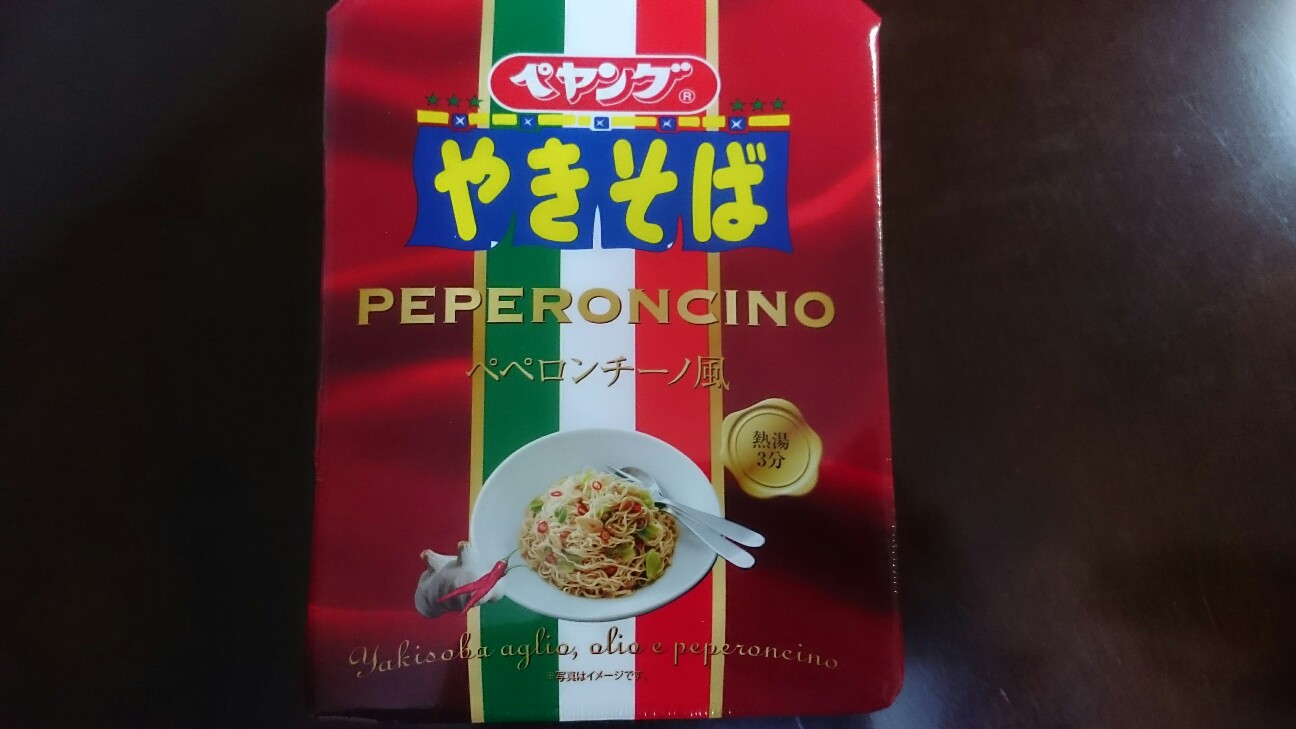 ペヤング®
やきそば
PEPERONCINO
ペペロンチーノ風
熱湯
3分
Yakisoba aglio, olio e peperoncino
※写真はイメージです。